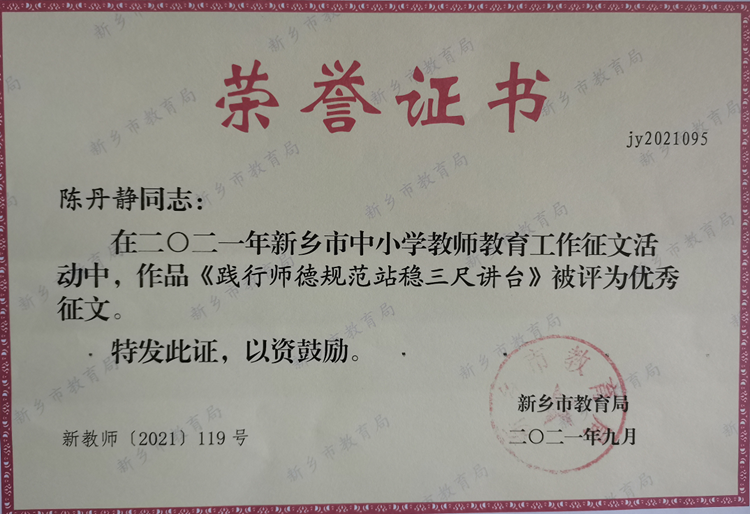 荣誉证书
jy2021095
陈丹静同志：
在二〇二一年新乡市中小学教师教育工作征文活
动中，作品《践行师德规范站稳三尺讲台》被评为优秀
征文。
特发此证，以资鼓励。
新乡市教育局
二〇二一年九月
新教师〔2021〕119号